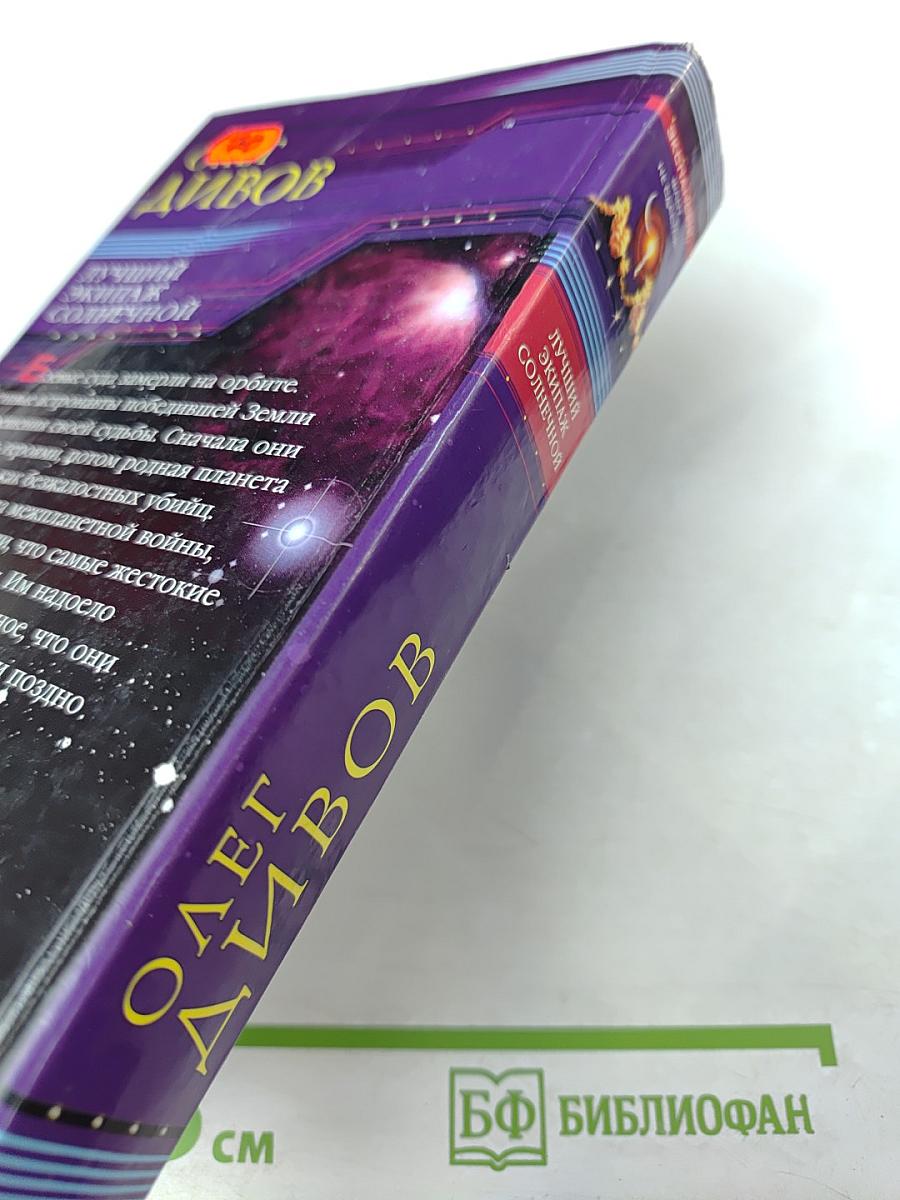 ДИВОВ
ЛУЧШИЙ
ЭКИПАЖ
СОЛНЕЧНОЙ
замерли на орбите.
победившей Земли
своей судьбы. Сначала они
потом родная планета
безжалостных убийц.
межпланетной войны,
что самые жестокие
Им надоело
что они
поздно
ЛУЧШИЙ
ЭКИПАЖ
СОЛНЕЧНОЙ
ОЛЕГ
ДИВОВ
см
БФ БИБЛИОФАН